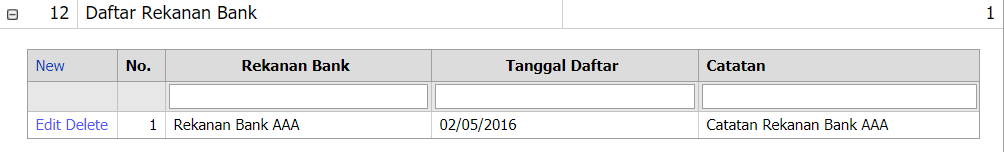 12 Daftar Rekanan Bank 1
New No. Rekanan Bank Tanggal Daftar Catatan
Edit Delete 1 Rekanan Bank AAA 02/05/2016 Catatan Rekanan Bank AAA